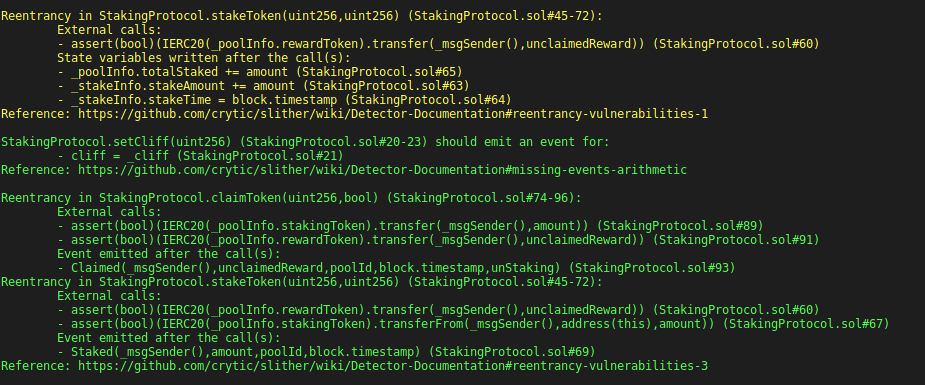 Reentrancy in StakingProtocol.stakeToken(uint256,uint256) (StakingProtocol.sol#45-72):
External calls:
- assert(bool)(IERC20(_poolInfo.rewardToken).transfer(_msgSender(),unclaimedReward)) (StakingProtocol.sol#60)
State variables written after the call(s):
- _poolInfo.totalStaked += amount (StakingProtocol.sol#65)
- _stakeInfo.stakeAmount += amount (StakingProtocol.sol#63)
- _stakeInfo.stakeTime = block.timestamp (StakingProtocol.sol#64)
Reference: https://github.com/crytic/slither/wiki/Detector-Documentation#reentrancy-vulnerabilities-1
StakingProtocol.setCliff(uint256) (StakingProtocol.sol#20-23) should emit an event for:
- cliff = _cliff (StakingProtocol.sol#21)
Reference: https://github.com/crytic/slither/wiki/Detector-Documentation#missing-events-arithmetic
Reentrancy in StakingProtocol.claimToken(uint256,bool) (StakingProtocol.sol#74-96):
External calls:
- assert(bool)(IERC20(_poolInfo.stakingToken).transfer(_msgSender(),amount)) (StakingProtocol.sol#89)
- assert(bool)(IERC20(_poolInfo.rewardToken).transfer(_msgSender(),unclaimedReward)) (StakingProtocol.sol#91)
Event emitted after the call(s):
- Claimed(_msgSender(),unclaimedReward,poolId,block.timestamp,unStaking) (StakingProtocol.sol#93)
Reentrancy in StakingProtocol.stakeToken(uint256,uint256) (StakingProtocol.sol#45-72):
External calls:
- assert(bool)(IERC20(_poolInfo.rewardToken).transfer(_msgSender(),unclaimedReward)) (StakingProtocol.sol#60)
- assert(bool)(IERC20(_poolInfo.stakingToken).transferFrom(_msgSender(),address(this),amount)) (StakingProtocol.sol#67)
Event emitted after the call(s):
- Staked(_msgSender(),amount,poolId,block.timestamp) (StakingProtocol.sol#69)
Reference: https://github.com/crytic/slither/wiki/Detector-Documentation#reentrancy-vulnerabilities-3